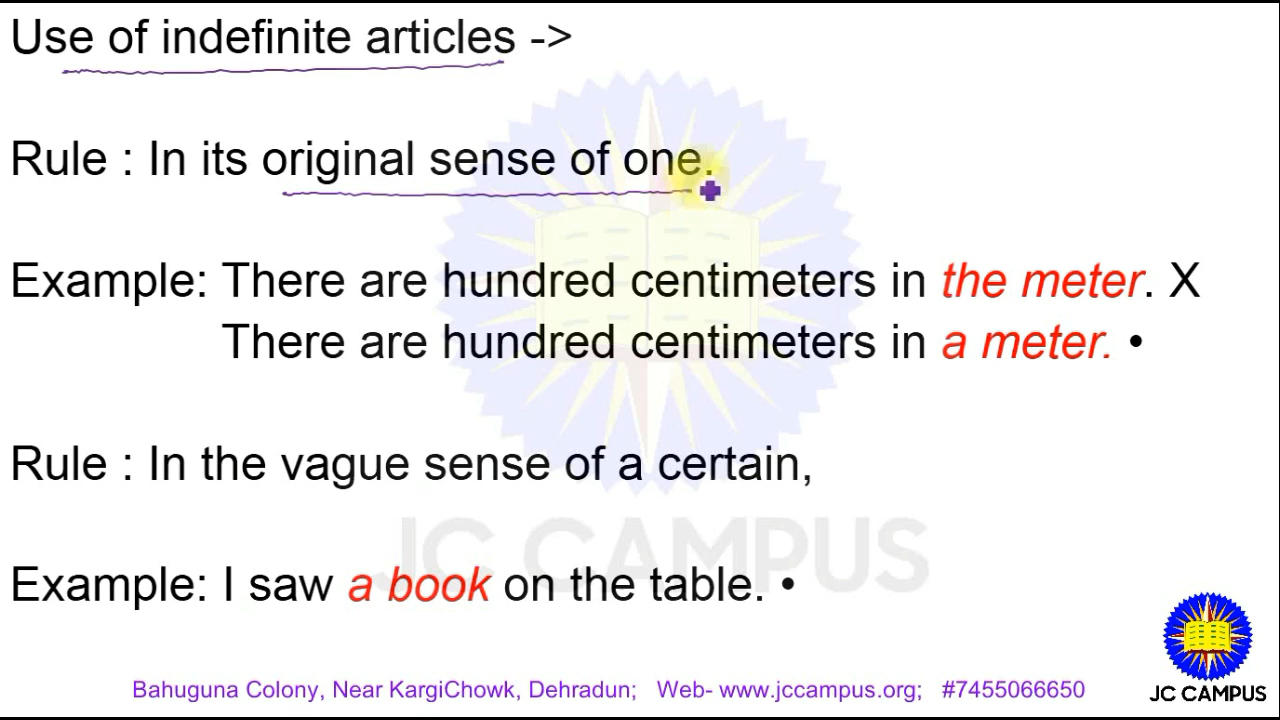 Use of indefinite articles ->
Rule : In its original sense of one.
Example: There are hundred centimeters in the meter. X
There are hundred centimeters in a meter. •
Rule : In the vague sense of a certain,
Example: I saw a book on the table. •
JC CAMPUS
Bahuguna Colony, Near KargiChowk, Dehradun; Web- www.jccampus.org; #7455066650
JC CAMPUS